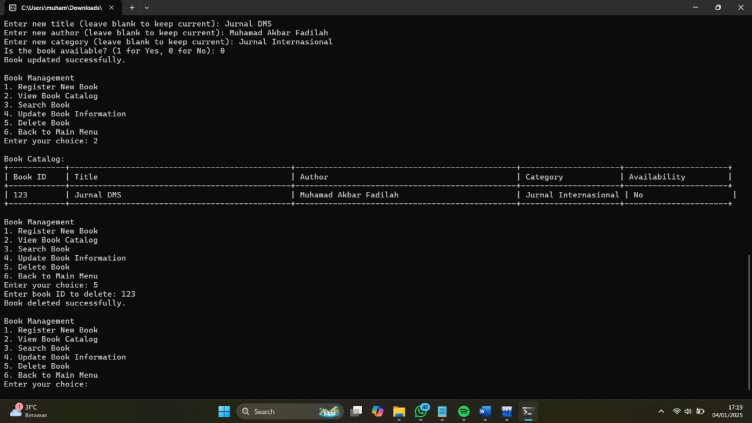 C:\Users\muham\Downloads\
Enter new title (leave blank to keep current): Jurnal DMS
Enter new author (leave blank to keep current): Muhamad Akbar Fadilah
Enter new category (leave blank to keep current): Jurnal Internasional
Is the book available? (1 for Yes, 0 for No): 0
Book updated successfully.
Book Management
1. Register New Book
2. View Book Catalog
3. Search Book
4. Update Book Information
5. Delete Book
6. Back to Main Menu
Enter your choice: 2
Book Catalog:
| Book ID | Title | Author | Category | Availability |
| 123 | Jurnal DMS | Muhamad Akbar Fadilah | Jurnal Internasional | No |
Book Management
1. Register New Book
2. View Book Catalog
3. Search Book
4. Update Book Information
5. Delete Book
6. Back to Main Menu
Enter your choice: 5
Enter book ID to delete: 123
Book deleted successfully.
Book Management
1. Register New Book
2. View Book Catalog
3. Search Book
4. Update Book Information
5. Delete Book
6. Back to Main Menu
Enter your choice:
31°C
Berawan
Search
17:19
04/01/2025